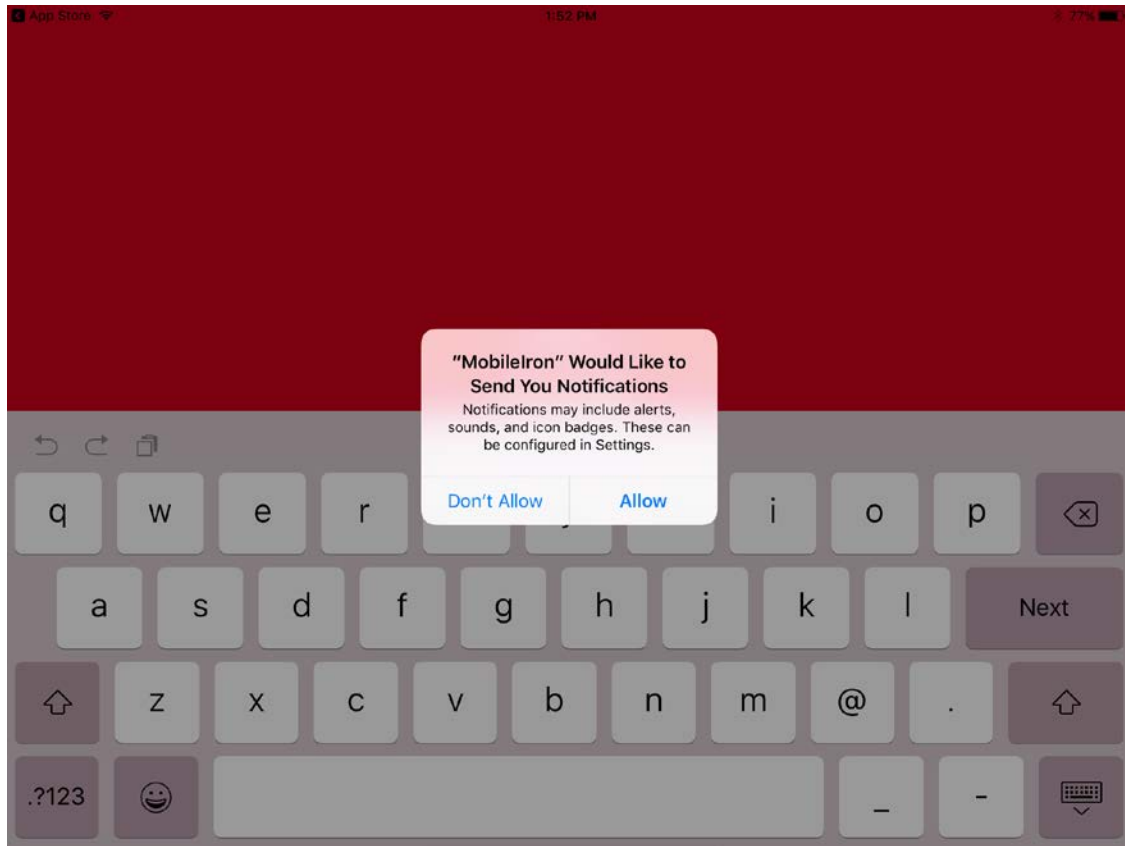 App Store 1:52 PM 77%
"MobileIron" Would Like to
Send You Notifications
Notifications may include alerts,
sounds, and icon badges. These can
be configured in Settings.
Don't Allow Allow
q w e r i o p
a s d f g h j k l Next
z x c v b n m @ .
.?123 _ -